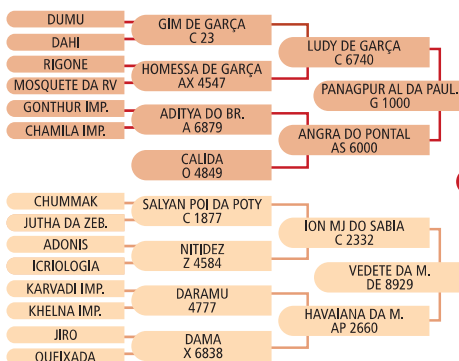 DUMU
DAHI
GIM DE GARÇA
C 23
RIGONE
MOSQUETE DA RV
HOMESSA DE GARÇA
AX 4547
LUDY DE GARÇA
C 6740
GONTHUR IMP.
CHAMILA IMP.
ADITYA DO BR.
A 6879
CALIDA
O 4849
ANGRA DO PONTAL
AS 6000
PANAGPUR AL DA PAUL.
G 1000
CHUMMAK
JUTHA DA ZEB.
SALYAN POI DA POTY
C 1877
ADONIS
ICRIOLOGIA
NITIDEZ
Z 4584
ION MJ DO SABIA
C 2332
KARVADI IMP.
KHELNA IMP.
DARAMU
4777
JIRO
QUEIXADA
DAMA
X 6838
HAVAIANA DA M.
AP 2660
VEDETE DA M.
DE 8929